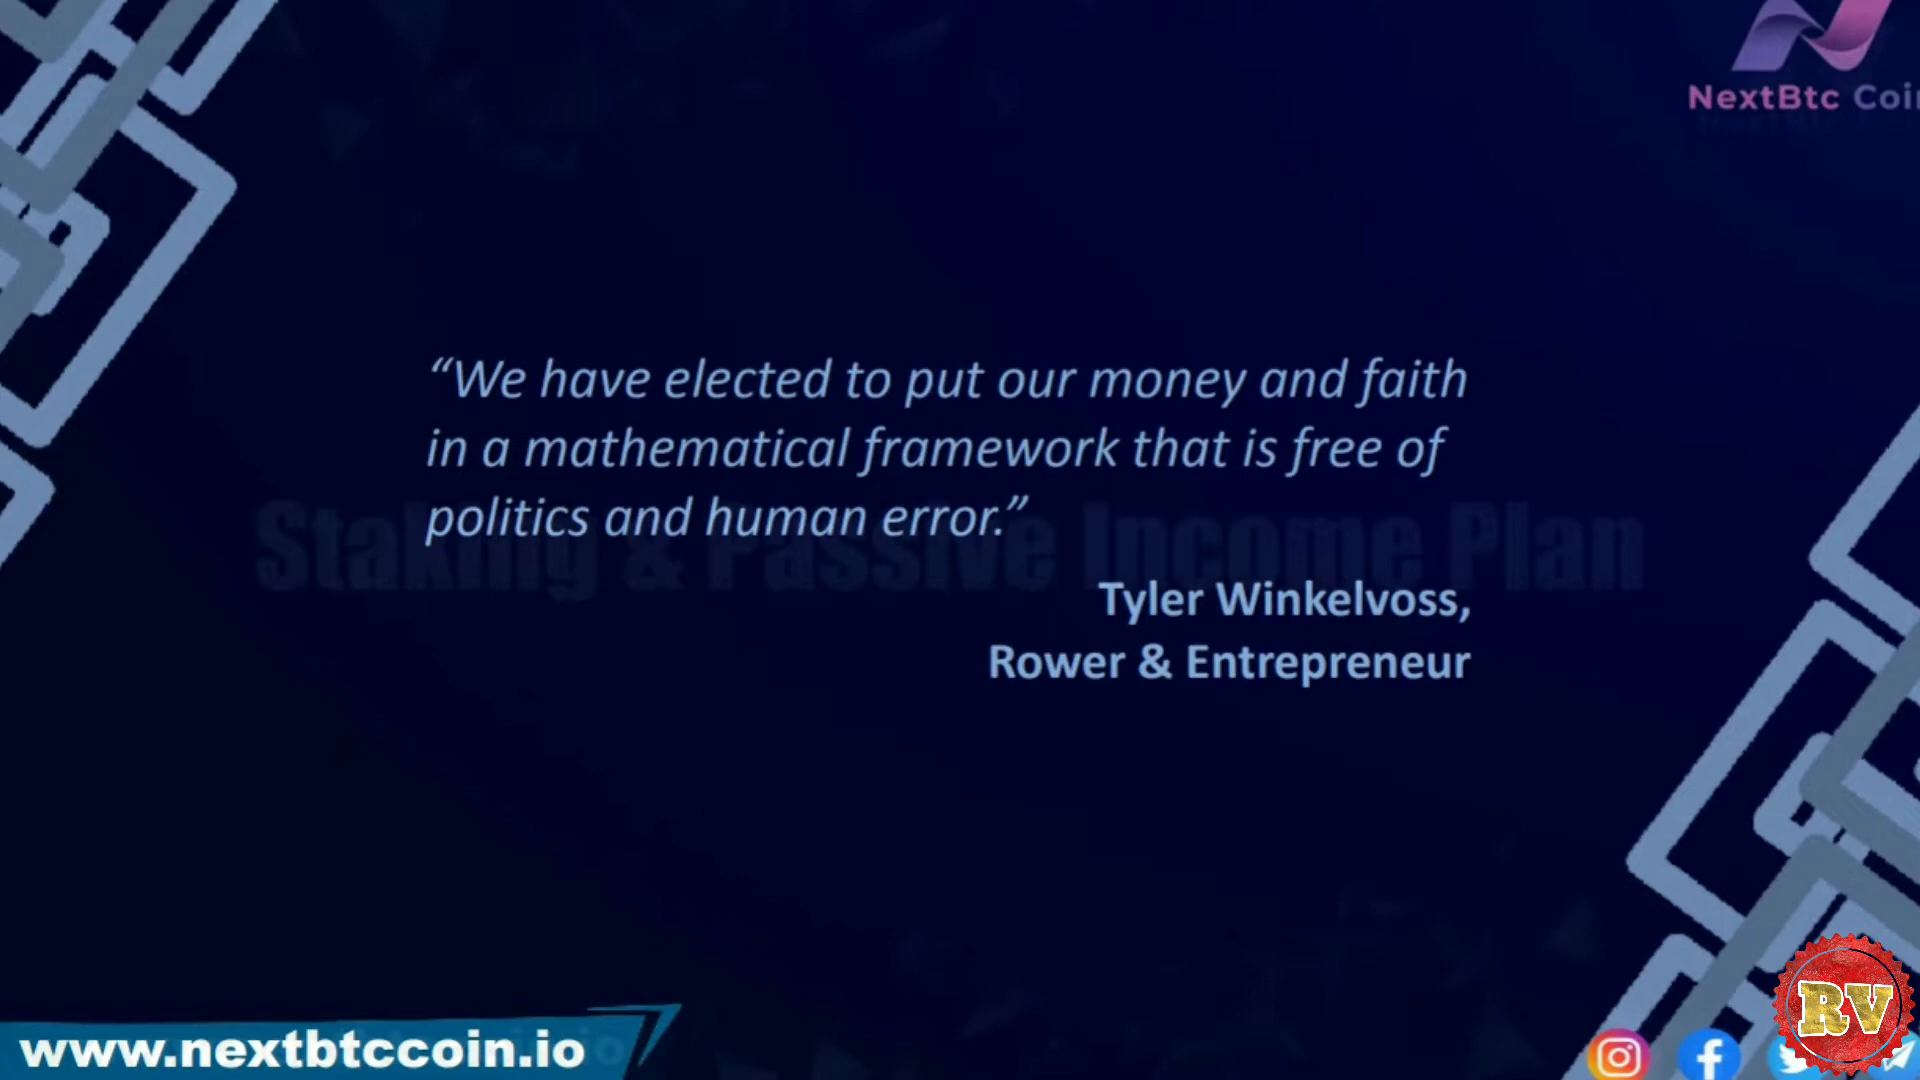 NextBtc Coi
“We have elected to put our money and faith
in a mathematical framework that is free of
politics and human error.”
Staking & Passive Income Plan
Tyler Winkelvoss,
Rower & Entrepreneur
www.nextbtccoin.io
RV